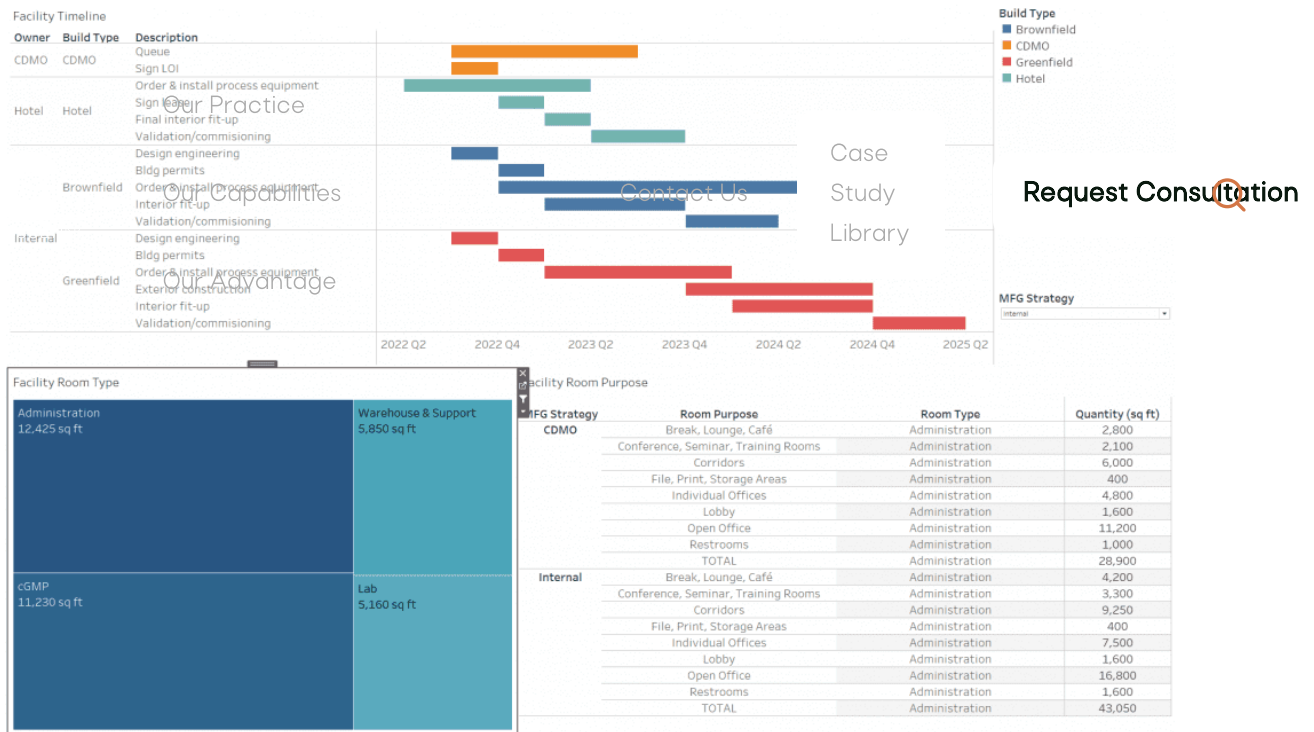 Facility Timeline
Owner Build Type Description
CDMO CDMO Queue
Sign LOI
Hotel Hotel Order & install process equipment
Sign lease
Final interior fit-up
Validation/commisioning
Internal Brownfield Design engineering
Bldg permits
Order & install process equipment
Interior fit-up
Validation/commisioning
Greenfield Design engineering
Bldg permits
Order & install process equipment
Exterior construction
Interior fit-up
Validation/commisioning
2022 Q2 2022 Q4 2023 Q2 2023 Q4 2024 Q2 2024 Q4 2025 Q2
Build Type
Brownfield
CDMO
Greenfield
Hotel
Our Practice
Our Capabilities
Our Advantage
Contact Us
Case
Study
Library
Request Consultation
MFG Strategy
Internal
Facility Room Type
Administration
12,425 sq ft
Warehouse & Support
5,850 sq ft
cGMP
11,230 sq ft
Lab
5,160 sq ft
acility Room Purpose
MFG Strategy Room Purpose Room Type Quantity (sq ft)
CDMO Break, Lounge, Café Administration 2,800
Conference, Seminar, Training Rooms Administration 2,100
Corridors Administration 6,000
File, Print, Storage Areas Administration 400
Individual Offices Administration 4,800
Lobby Administration 1,600
Open Office Administration 11,200
Restrooms Administration 1,000
TOTAL Administration 28,900
Internal Break, Lounge, Café Administration 4,200
Conference, Seminar, Training Rooms Administration 3,300
Corridors Administration 9,250
File, Print, Storage Areas Administration 400
Individual Offices Administration 7,500
Lobby Administration 1,600
Open Office Administration 16,800
Restrooms Administration 1,600
TOTAL Administration 43,050